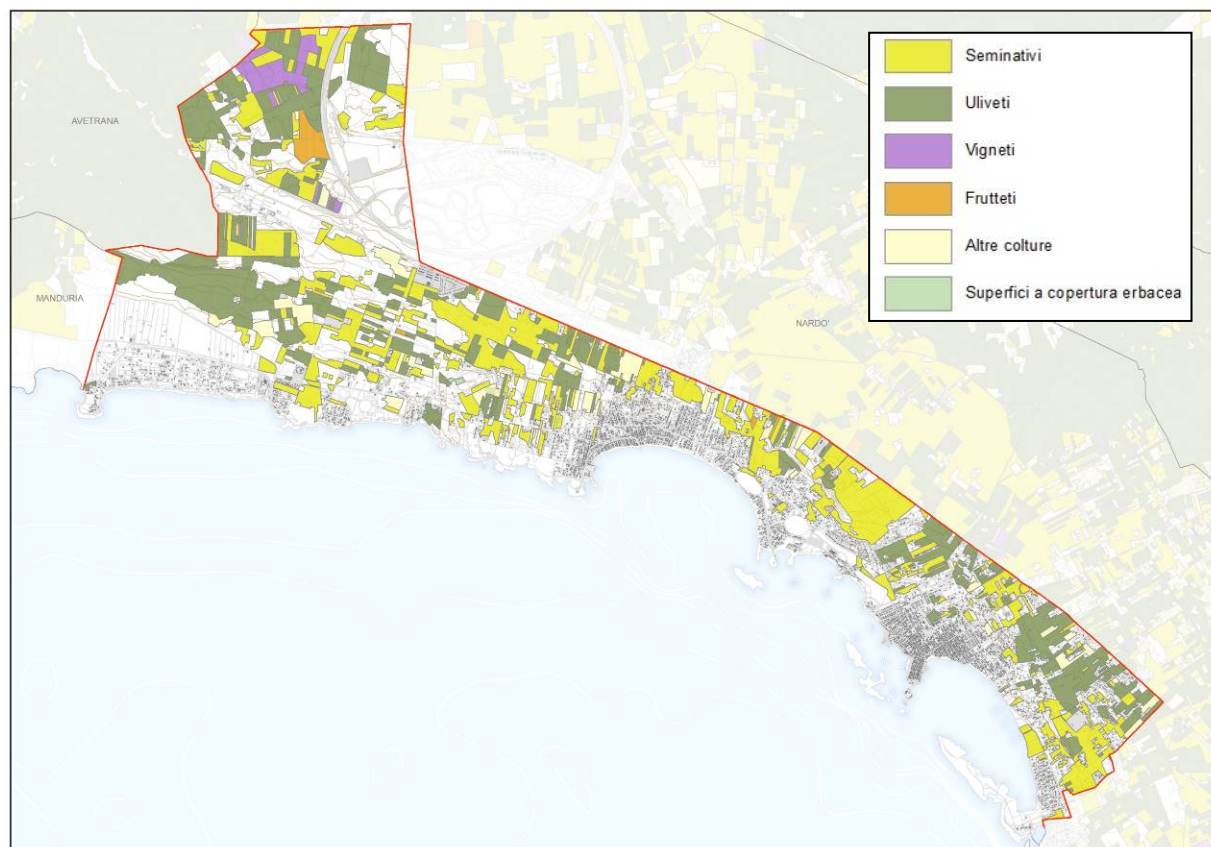 Seminativi
Uliveti
Vigneti
Frutteti
Altre colture
Superfici a copertura erbacea
AVETRANA
MANDURIA
NARDO'